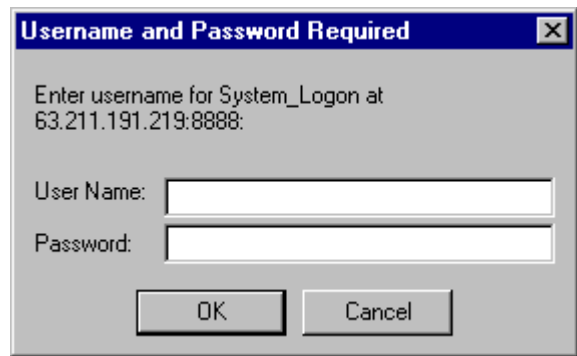 Username and Password Required
Enter username for System_Logon at
63.211.191.219:8888:
User Name:
Password:
OK
Cancel